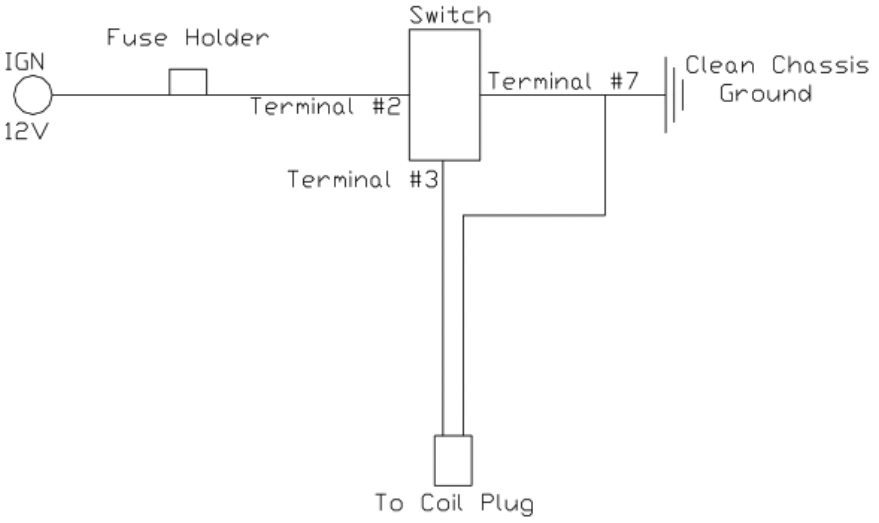 Switch
Fuse Holder
IGN
12V
Terminal #2
Terminal #7
Clean Chassis
Ground
Terminal #3
To Coil Plug